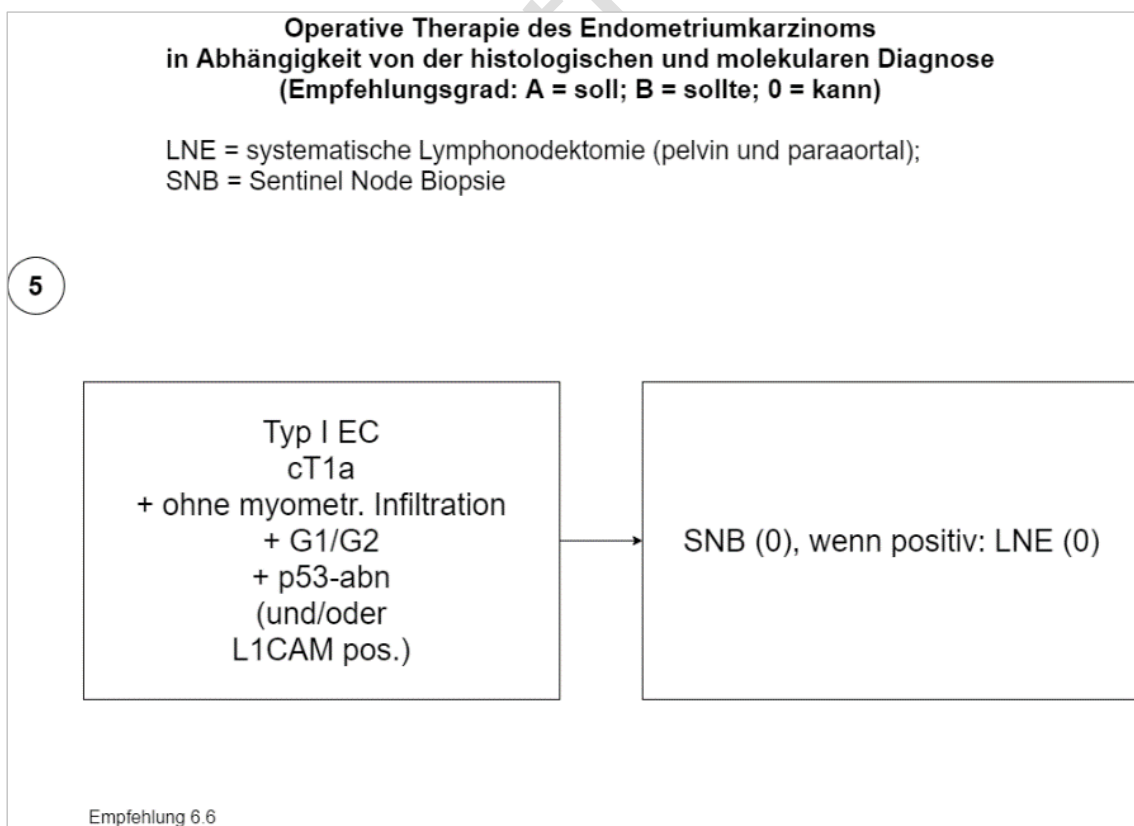 Operative Therapie des Endometriumkarzinoms
in Abhängigkeit von der histologischen und molekularen Diagnose
(Empfehlungsgrad: A = soll; B = sollte; 0 = kann)
LNE = systematische Lymphonodektomie (pelvin und paraaortal);
SNB = Sentinel Node Biopsie
5
Typ I EC
cT1a
+ ohne myometr. Infiltration
+ G1/G2
+ p53-abn
(und/oder
L1CAM pos.)
SNB (0), wenn positiv: LNE (0)
Empfehlung 6.6